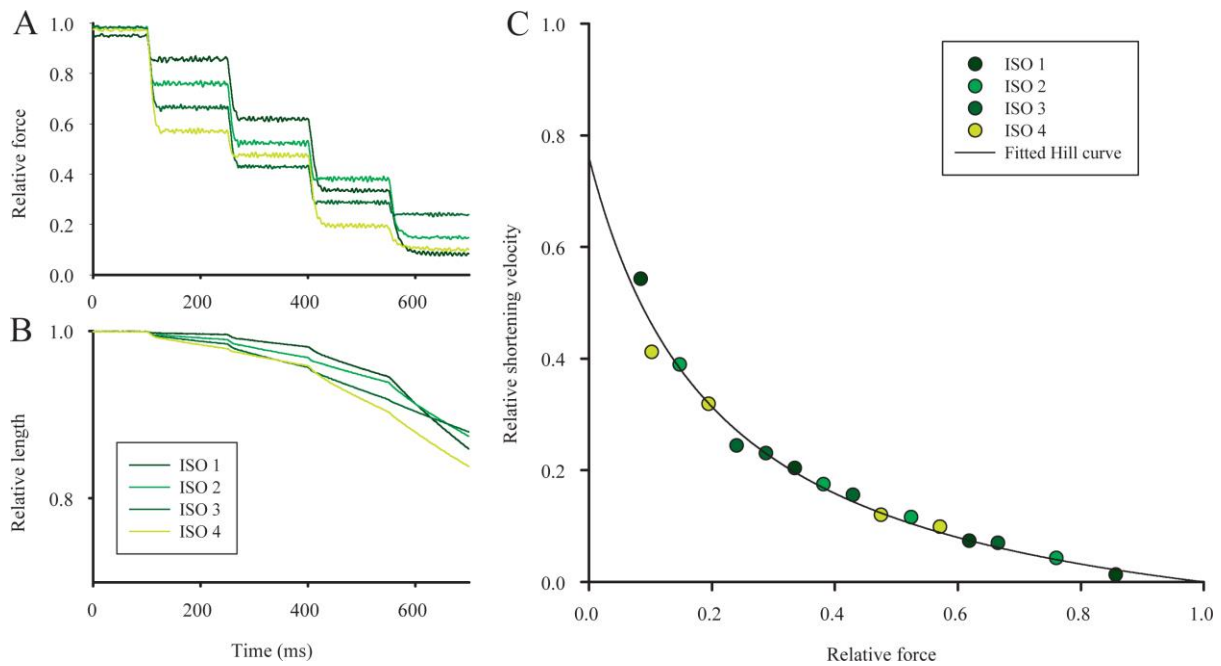 A
1.0
0.8
0.6
0.4
0.2
0.0
Relative force
0
200
400
600
B
1.0
0.8
Relative length
ISO 1
ISO 2
ISO 3
ISO 4
0
200
400
600
Time (ms)
C
1.0
0.8
0.6
0.4
0.2
0.0
Relative shortening velocity
ISO 1
ISO 2
ISO 3
ISO 4
Fitted Hill curve
0.0
0.2
0.4
0.6
0.8
1.0
Relative force